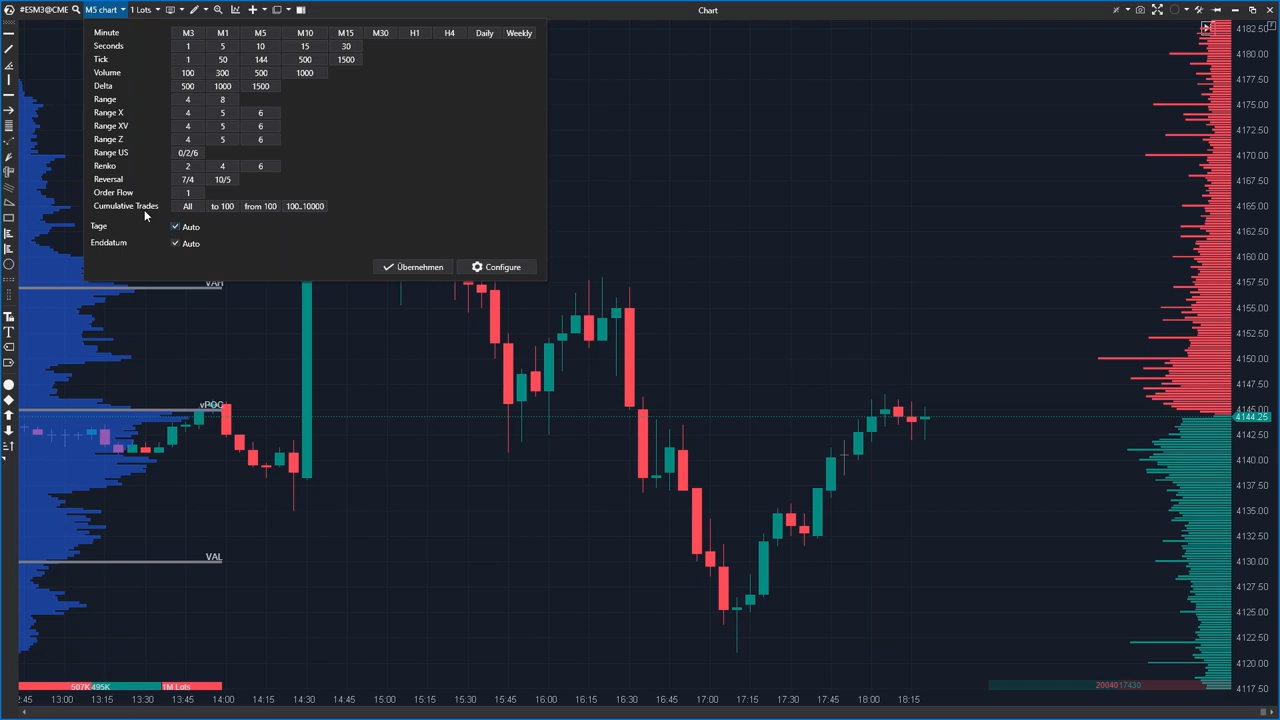 #ESM3@CME M5 chart 1 Lots Chart
Minute M3 M1 M5 M10 M15 M30 H1 H4 Daily Weekly
Seconds 1 5 10 15 30
Tick 1 50 144 500 1500
Volume 100 300 500 1000
Delta 500 1000 1500
Range 4 8
Range X 4 5 6
Range XV 4 5 6
Range Z 4 5 6
Range US 0/2/6
Renko 2 4 6
Reversal 7/4 10/5
Order Flow 1
Cumulative Trades All to 100 from 100 100..10000
Tage Auto
Enddatum Auto
Übernehmen Configure
VAH
vPOC
VAL
4182.50
4180.00
4177.50
4175.00
4172.50
4170.00
4167.50
4165.00
4162.50
4160.00
4157.50
4155.00
4152.50
4150.00
4147.50
4145.00
4144.25
4142.50
4140.00
4137.50
4135.00
4132.50
4130.00
4127.50
4125.00
4122.50
4120.00
4117.50
507K 495K 1M Lots
20040 17430
:45 13:00 13:15 13:30 13:45 14:00 14:15 14:30 14:45 15:00 15:15 15:30 15:45 16:00 16:15 16:30 16:45 17:00 17:15 17:30 17:45 18:00 18:15